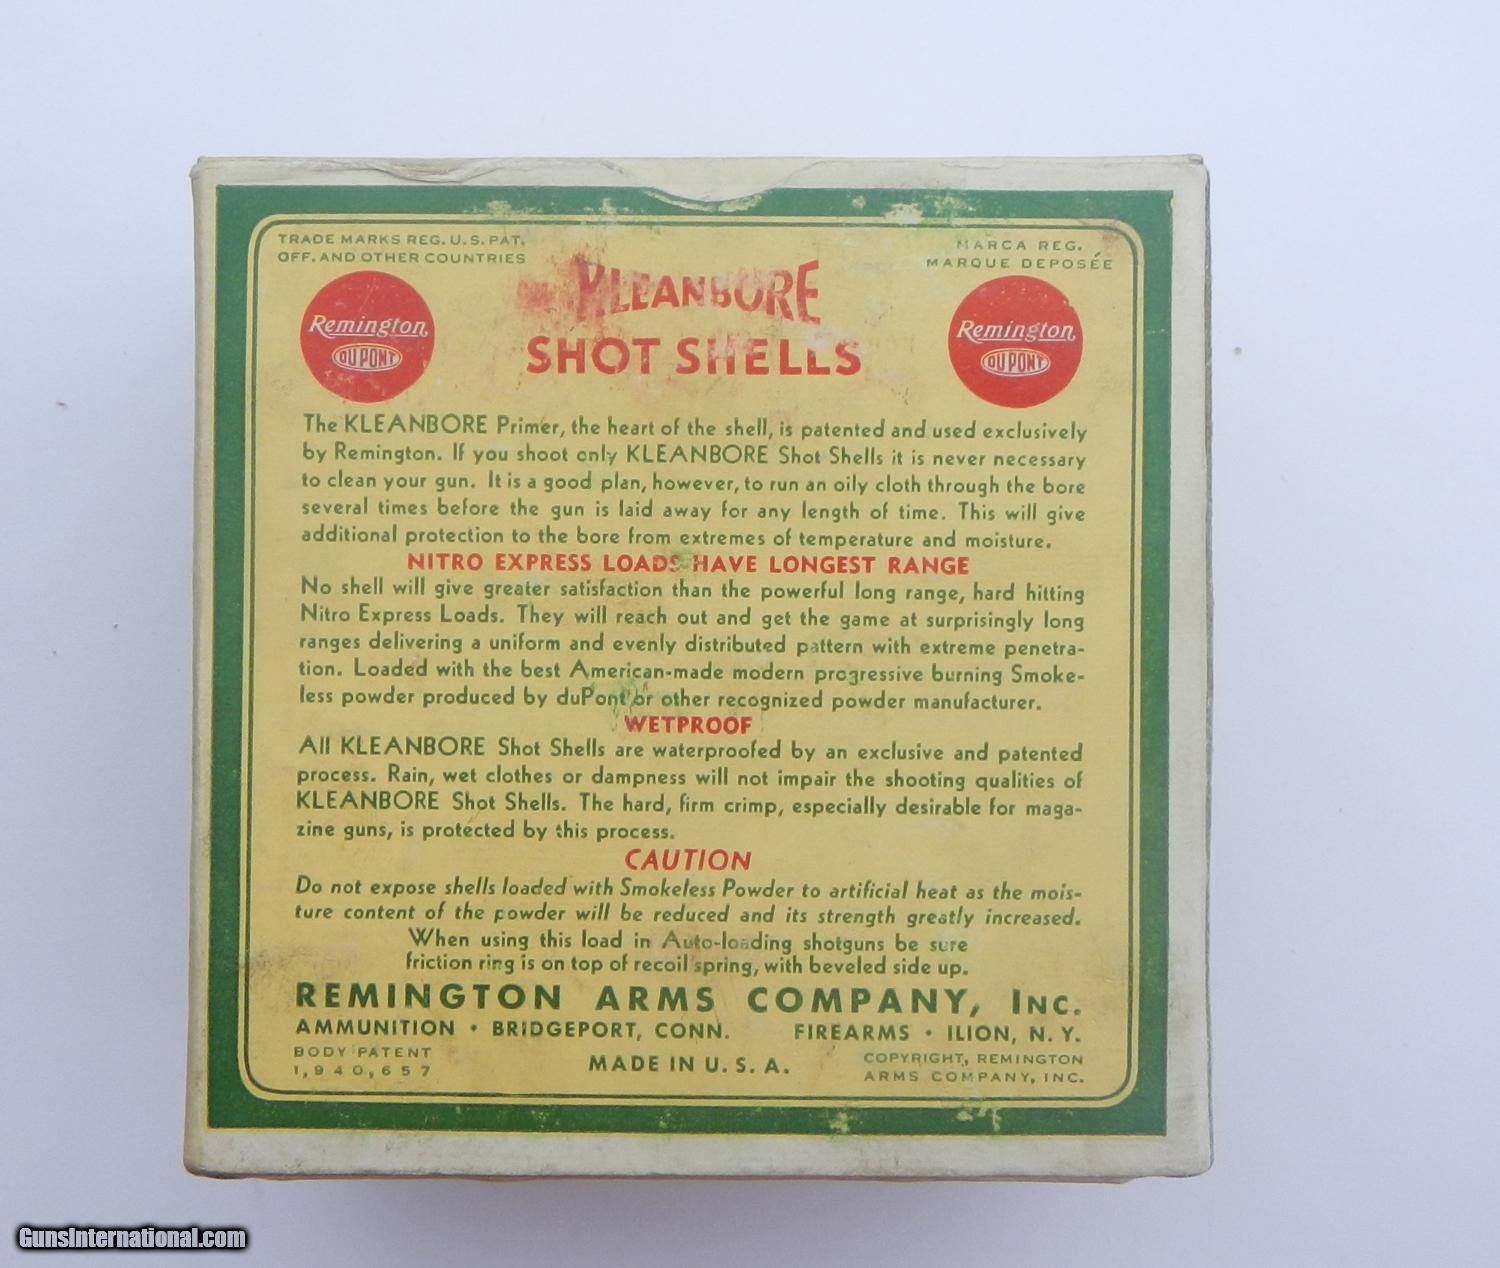 TRADE MARKS REG. U.S. PAT.
OFF. AND OTHER COUNTRIES
MARCA REG.
MARQUE DEPOSÉE
KLEANBORE
SHOT SHELLS
Remington
DU PONT
Remington
DU PONT
The KLEANBORE Primer, the heart of the shell, is patented and used exclusively
by Remington. If you shoot only KLEANBORE Shot Shells it is never necessary
to clean your gun. It is a good plan, however, to run an oily cloth through the bore
several times before the gun is laid away for any length of time. This will give
additional protection to the bore from extremes of temperature and moisture.
NITRO EXPRESS LOADS HAVE LONGEST RANGE
No shell will give greater satisfaction than the powerful long range, hard hitting
Nitro Express Loads. They will reach out and get the game at surprisingly long
ranges delivering a uniform and evenly distributed pattern with extreme penetra-
tion. Loaded with the best American-made modern progressive burning Smoke-
less powder produced by duPont or other recognized powder manufacturer.
WETPROOF
All KLEANBORE Shot Shells are waterproofed by an exclusive and patented
process. Rain, wet clothes or dampness will not impair the shooting qualities of
KLEANBORE Shot Shells. The hard, firm crimp, especially desirable for maga-
zine guns, is protected by this process.
CAUTION
Do not expose shells loaded with Smokeless Powder to artificial heat as the mois-
ture content of the powder will be reduced and its strength greatly increased.
When using this load in Auto-loading shotguns be sure
friction ring is on top of recoil spring, with beveled side up.
REMINGTON ARMS COMPANY, INC.
AMMUNITION • BRIDGEPORT, CONN. FIREARMS • ILION, N. Y.
BODY PATENT
1,940,657
MADE IN U. S. A.
COPYRIGHT, REMINGTON
ARMS COMPANY, INC.
GunsInternational.com